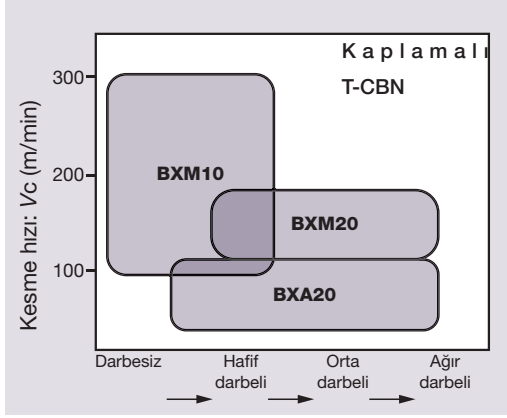 Kaplamalı
T-CBN
Kesme hızı: Vc (m/min)
300
200
100
BXM10
BXM20
BXA20
Darbesiz
Hafif
darbeli
Orta
darbeli
Ağır
darbeli